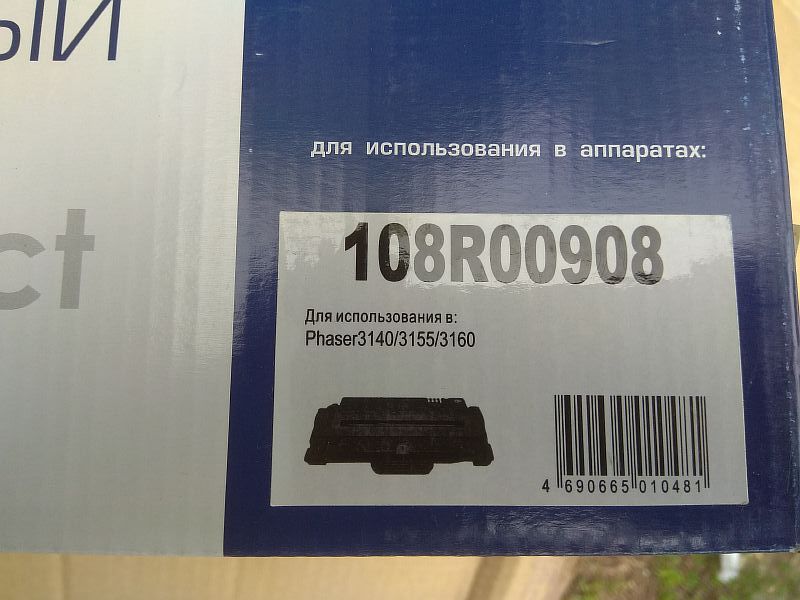 ый
для использования в аппаратах:
ct
108R00908
Для использования в:
Phaser3140/3155/3160
4 690665 010481